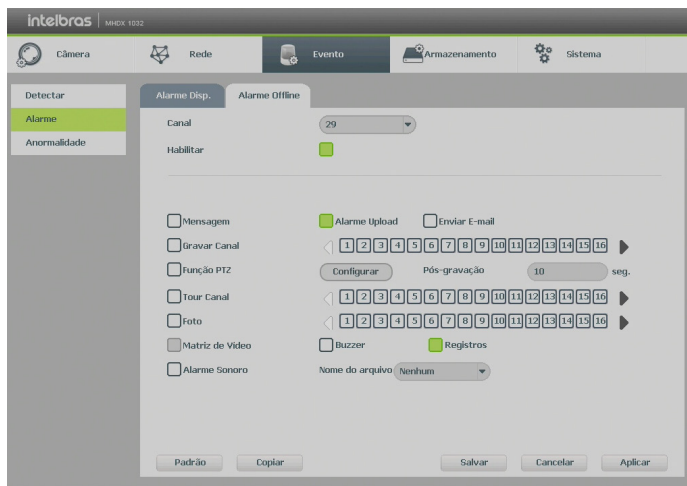 intelbras MHDX 1032
Câmera Rede Evento Armazenamento Sistema
Detectar
Alarme
Anormalidade
Alarme Disp. Alarme Offline
Canal 29
Habilitar
Mensagem Alarme Upload Enviar E-mail
Gravar Canal 1 2 3 4 5 6 7 8 9 10 11 12 13 14 15 16
Função PTZ Configurar Pós-gravação 10 seg.
Tour Canal 1 2 3 4 5 6 7 8 9 10 11 12 13 14 15 16
Foto 1 2 3 4 5 6 7 8 9 10 11 12 13 14 15 16
Matriz de Vídeo Buzzer Registros
Alarme Sonoro Nome do arquivo Nenhum
Padrão Copiar Salvar Cancelar Aplicar